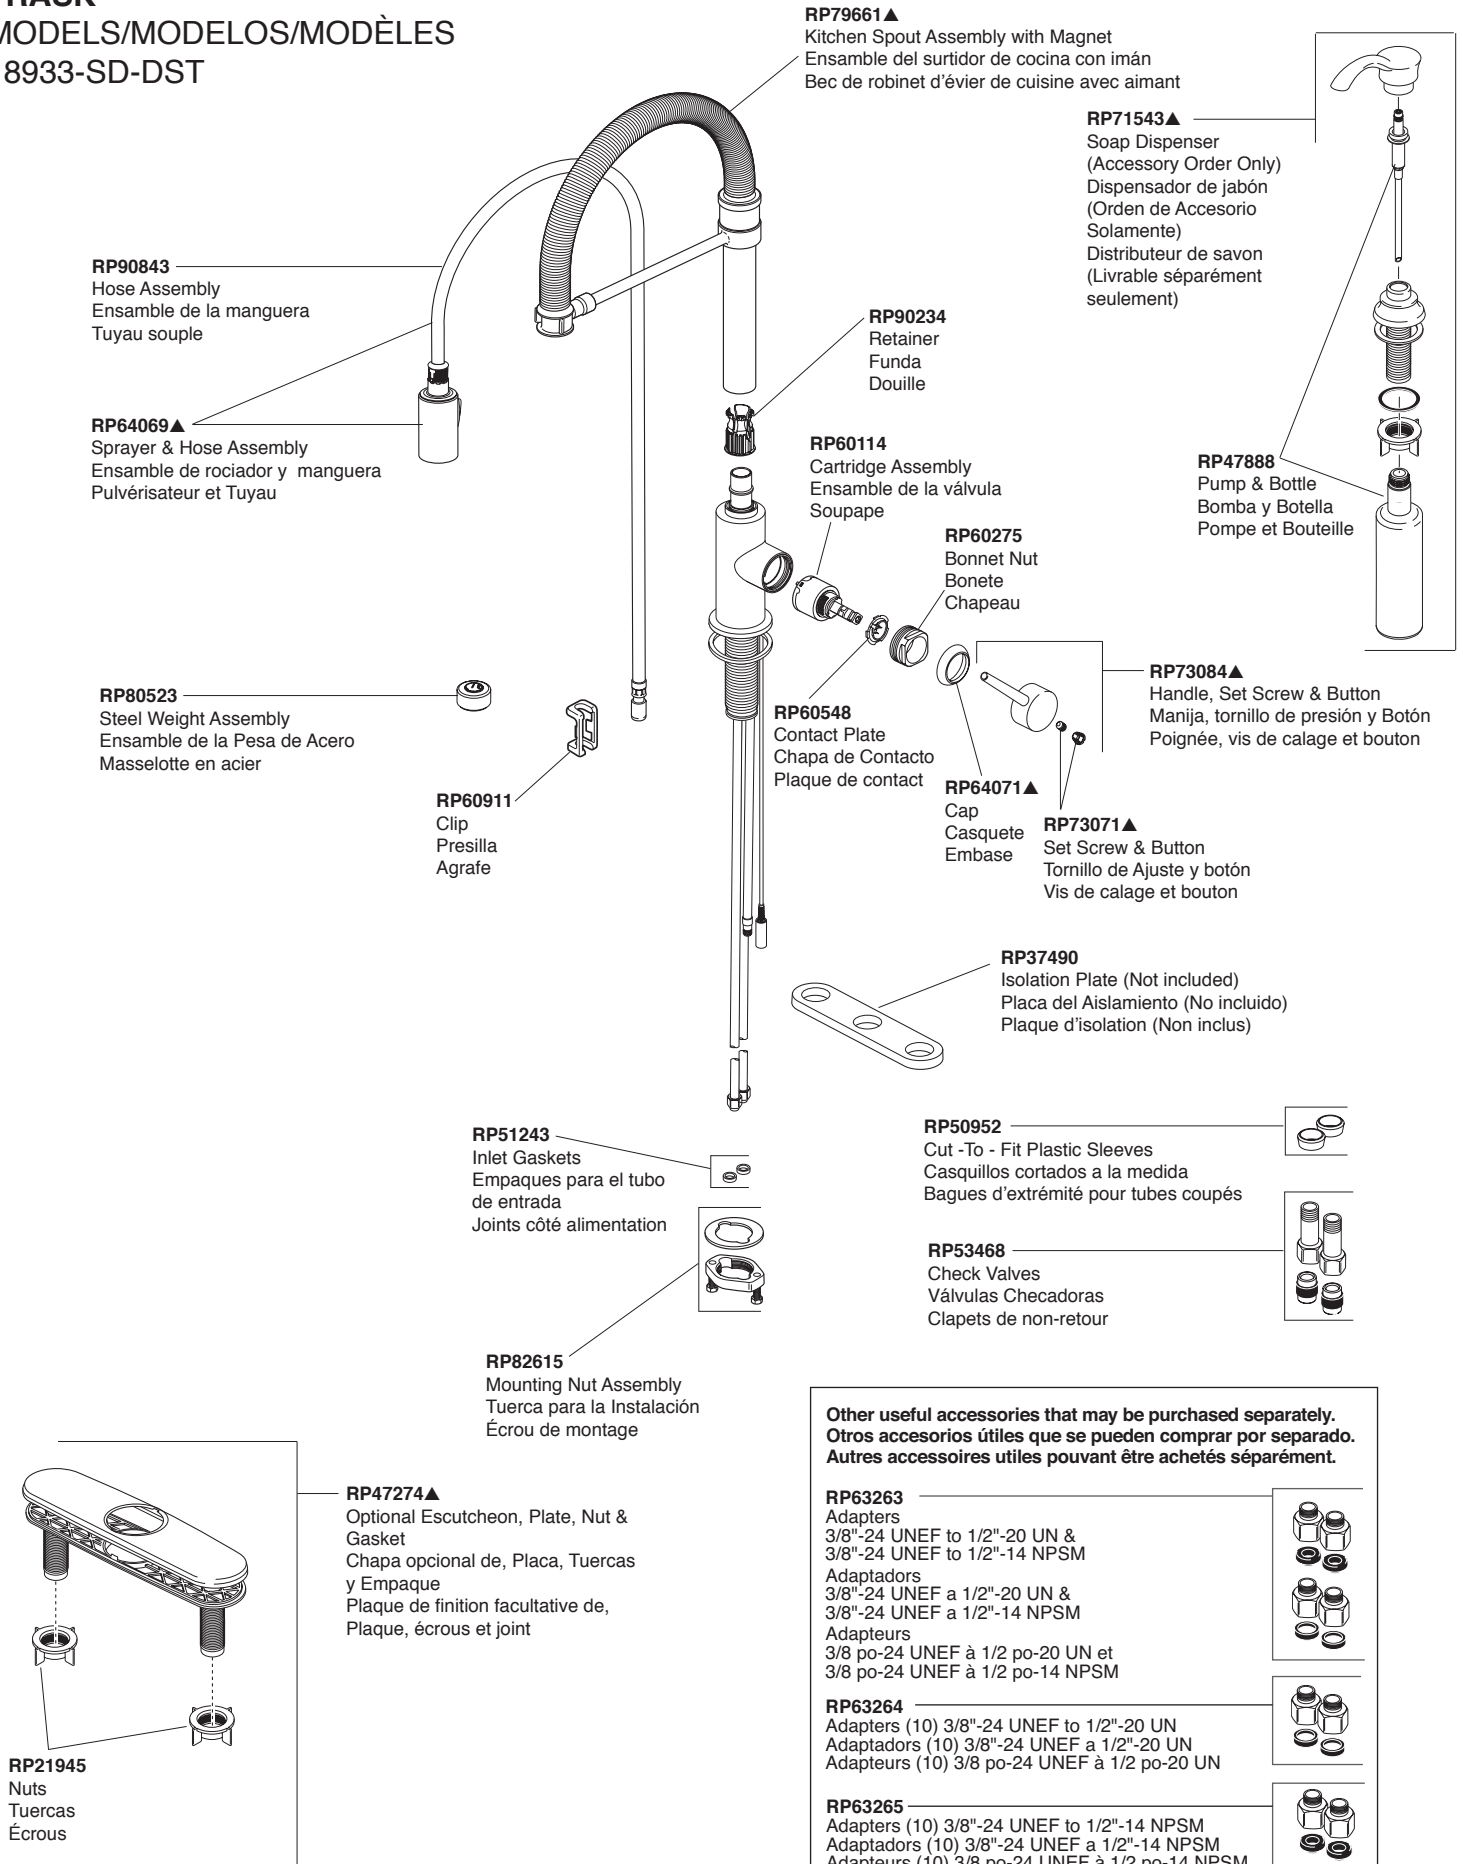 MODELS/MODELOS/MODÈLES
8933-SD-DST
RP79661▲
Kitchen Spout Assembly with Magnet
Ensamble del surtidor de cocina con imán
Bec de robinet d'évier de cuisine avec aimant
RP71543▲
Soap Dispenser
(Accessory Order Only)
Dispensador de jabón
(Orden de Accesorio
Solamente)
Distributeur de savon
(Livrable séparément
seulement)
RP90843
Hose Assembly
Ensamble de la manguera
Tuyau souple
RP90234
Retainer
Funda
Douille
RP64069▲
Sprayer & Hose Assembly
Ensamble de rociador y manguera
Pulvérisateur et Tuyau
RP60114
Cartridge Assembly
Ensamble de la válvula
Soupape
RP47888
Pump & Bottle
Bomba y Botella
Pompe et Bouteille
RP60275
Bonnet Nut
Bonete
Chapeau
RP73084▲
Handle, Set Screw & Button
Manija, tornillo de presión y Botón
Poignée, vis de calage et bouton
RP80523
Steel Weight Assembly
Ensamble de la Pesa de Acero
Masselotte en acier
RP60548
Contact Plate
Chapa de Contacto
Plaque de contact
RP64071▲
Cap
Casquete
Embase
RP60911
Clip
Presilla
Agrafe
RP73071▲
Set Screw & Button
Tornillo de Ajuste y botón
Vis de calage et bouton
RP37490
Isolation Plate (Not included)
Placa del Aislamiento (No incluido)
Plaque d'isolation (Non inclus)
RP51243
Inlet Gaskets
Empaques para el tubo
de entrada
Joints côté alimentation
RP50952
Cut -To - Fit Plastic Sleeves
Casquillos cortados a la medida
Bagues d'extrémité pour tubes coupés
RP53468
Check Valves
Válvulas Checadoras
Clapets de non-retour
RP82615
Mounting Nut Assembly
Tuerca para la Instalación
Écrou de montage
RP47274▲
Optional Escutcheon, Plate, Nut &
Gasket
Chapa opcional de, Placa, Tuercas
y Empaque
Plaque de finition facultative de,
Plaque, écrous et joint
RP21945
Nuts
Tuercas
Écrous
Other useful accessories that may be purchased separately.
Otros accesorios útiles que se pueden comprar por separado.
Autres accessoires utiles pouvant être achetés séparément.
RP63263
Adapters
3/8"-24 UNEF to 1/2"-20 UN &
3/8"-24 UNEF to 1/2"-14 NPSM
Adaptadors
3/8"-24 UNEF a 1/2"-20 UN &
3/8"-24 UNEF a 1/2"-14 NPSM
Adapteurs
3/8 po-24 UNEF à 1/2 po-20 UN et
3/8 po-24 UNEF à 1/2 po-14 NPSM
RP63264
Adapters (10) 3/8"-24 UNEF to 1/2"-20 UN
Adaptadors (10) 3/8"-24 UNEF a 1/2"-20 UN
Adapteurs (10) 3/8 po-24 UNEF à 1/2 po-20 UN
RP63265
Adapters (10) 3/8"-24 UNEF to 1/2"-14 NPSM
Adaptadors (10) 3/8"-24 UNEF a 1/2"-14 NPSM
Adapteurs (10) 3/8 po-24 UNEF à 1/2 po-14 NPSM